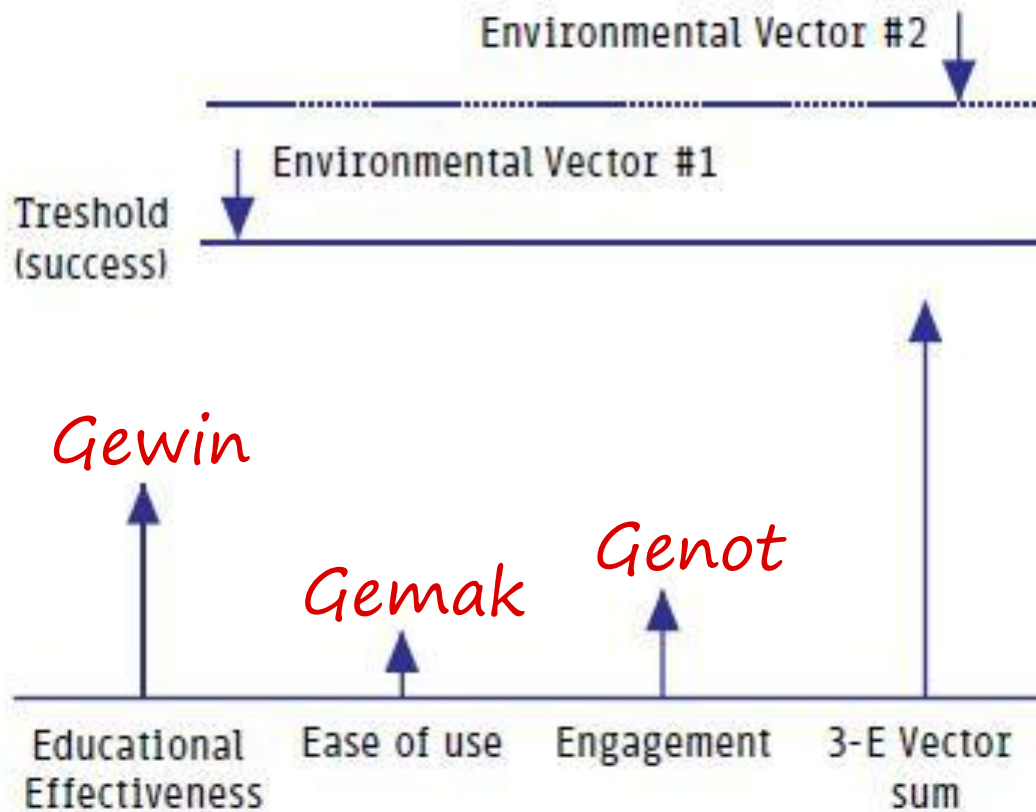 Environmental Vector #2
Environmental Vector #1
Treshold
(success)
Gewin
Gemak
Genot
Educational
Effectiveness
Ease of use
Engagement
3-E Vector
sum